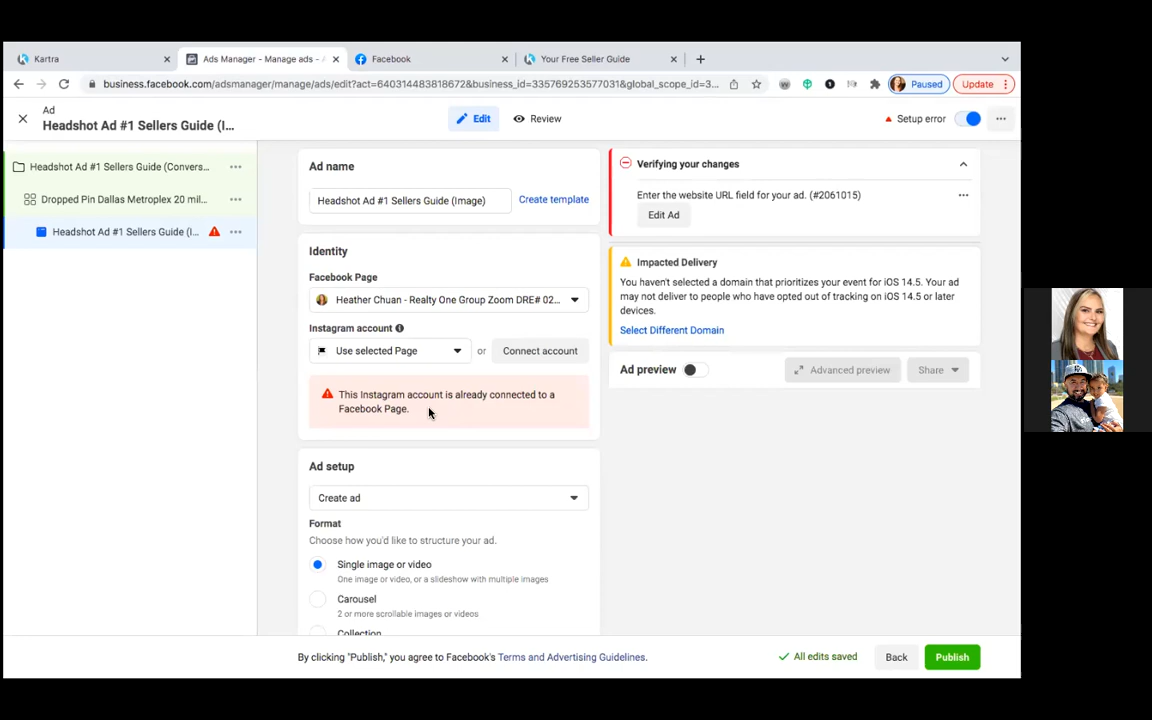 Kartra
Ads Manager - Manage ads -
Facebook
Your Free Seller Guide
business.facebook.com/adsmanager/manage/ads/edit?act=640314483818672&business_id=335769253577031&global_scope_id=3...
Paused
Update
Ad
Headshot Ad #1 Sellers Guide (I...
Edit
Review
Setup error
Headshot Ad #1 Sellers Guide (Convers...
Dropped Pin Dallas Metroplex 20 mil...
Headshot Ad #1 Sellers Guide (I...
Ad name
Headshot Ad #1 Sellers Guide (Image)
Create template
Identity
Facebook Page
Heather Chuan - Realty One Group Zoom DRE# 02...
Instagram account
Use selected Page
or
Connect account
This Instagram account is already connected to a
Facebook Page.
Ad setup
Create ad
Format
Choose how you'd like to structure your ad.
Single image or video
One image or video, or a slideshow with multiple images
Carousel
2 or more scrollable images or videos
Collection
Verifying your changes
Enter the website URL field for your ad. (#2061015)
Edit Ad
Impacted Delivery
You haven't selected a domain that prioritizes your event for iOS 14.5. Your ad
may not deliver to people who have opted out of tracking on iOS 14.5 or later
devices.
Select Different Domain
Ad preview
Advanced preview
Share
By clicking "Publish," you agree to Facebook's Terms and Advertising Guidelines.
All edits saved
Back
Publish